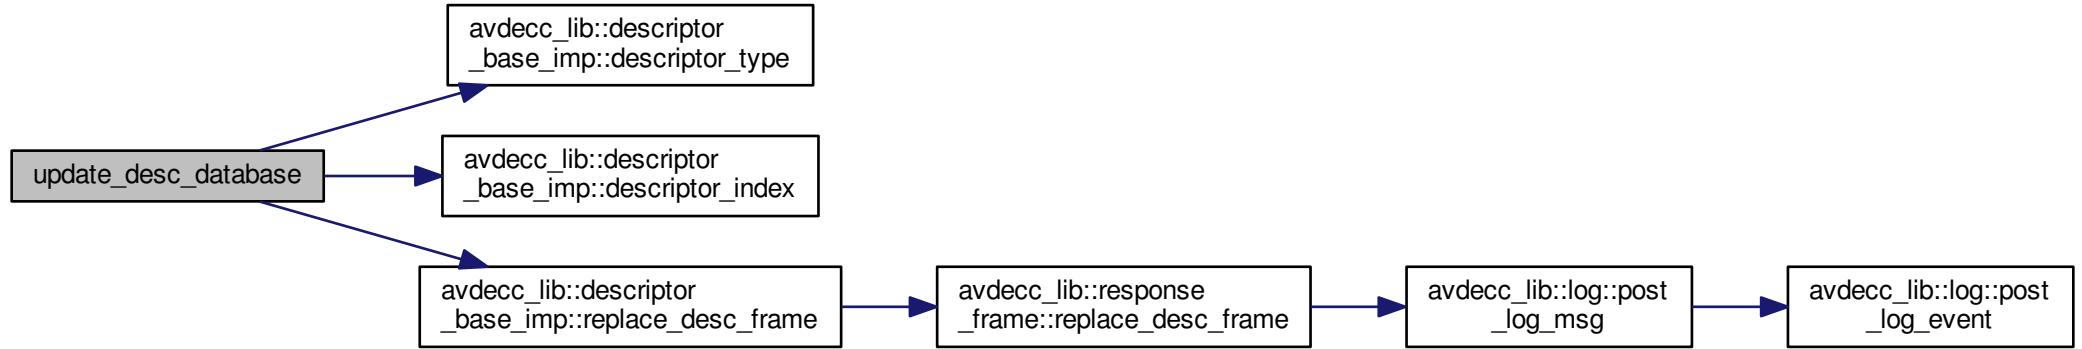 avdecc_lib::descriptor
_base_imp::descriptor_type
update_desc_database
avdecc_lib::descriptor
_base_imp::descriptor_index
avdecc_lib::descriptor
_base_imp::replace_desc_frame
avdecc_lib::response
_frame::replace_desc_frame
avdecc_lib::log::post
_log_msg
avdecc_lib::log::post
_log_event